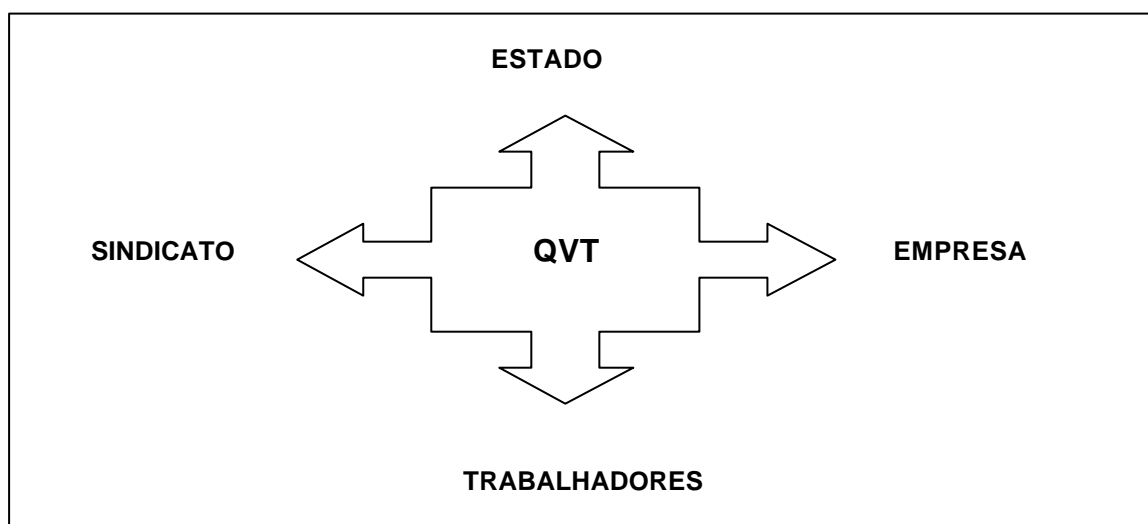 ESTADO
SINDICATO
QVT
EMPRESA
TRABALHADORES